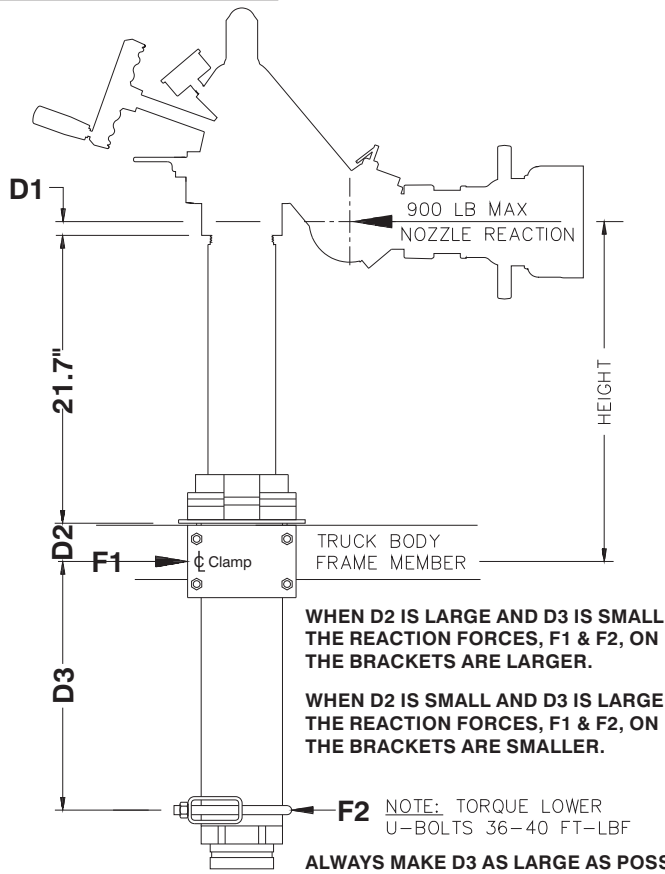 D1
900 LB MAX
NOZZLE REACTION
21.7"
HEIGHT
D2
F1
℄ Clamp
TRUCK BODY
FRAME MEMBER
D3
WHEN D2 IS LARGE AND D3 IS SMALL
THE REACTION FORCES, F1 & F2, ON
THE BRACKETS ARE LARGER.
WHEN D2 IS SMALL AND D3 IS LARGE
THE REACTION FORCES, F1 & F2, ON
THE BRACKETS ARE SMALLER.
F2
NOTE: TORQUE LOWER
U-BOLTS 36-40 FT-LBF
ALWAYS MAKE D3 AS LARGE AS POSS